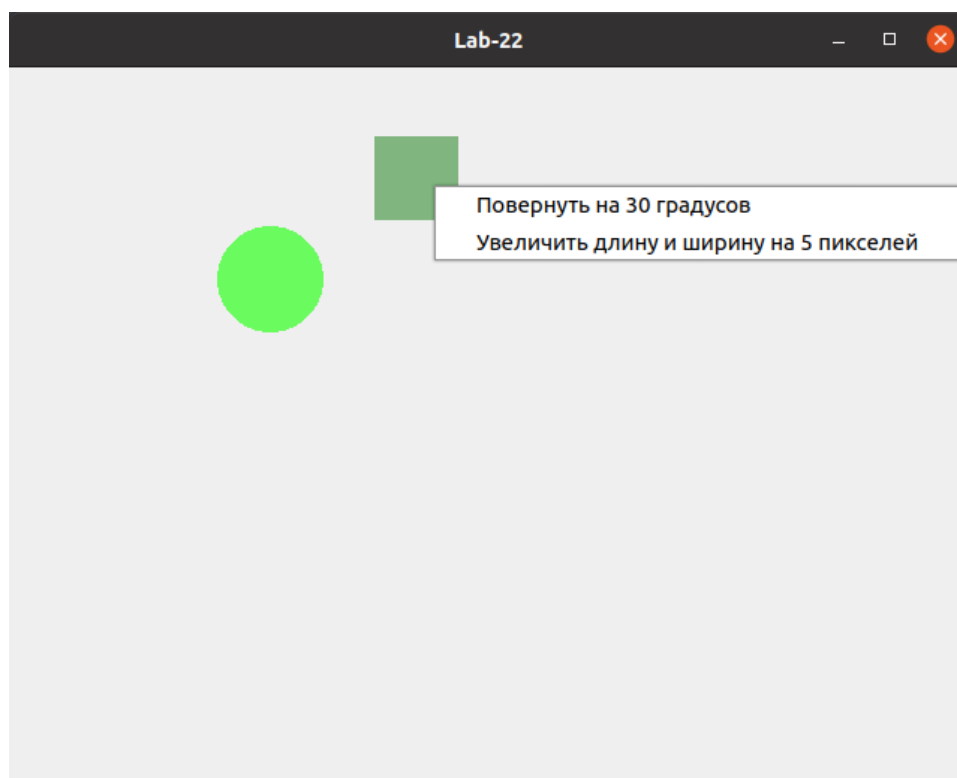 Lab-22
Повернуть на 30 градусов
Увеличить длину и ширину на 5 пикселей